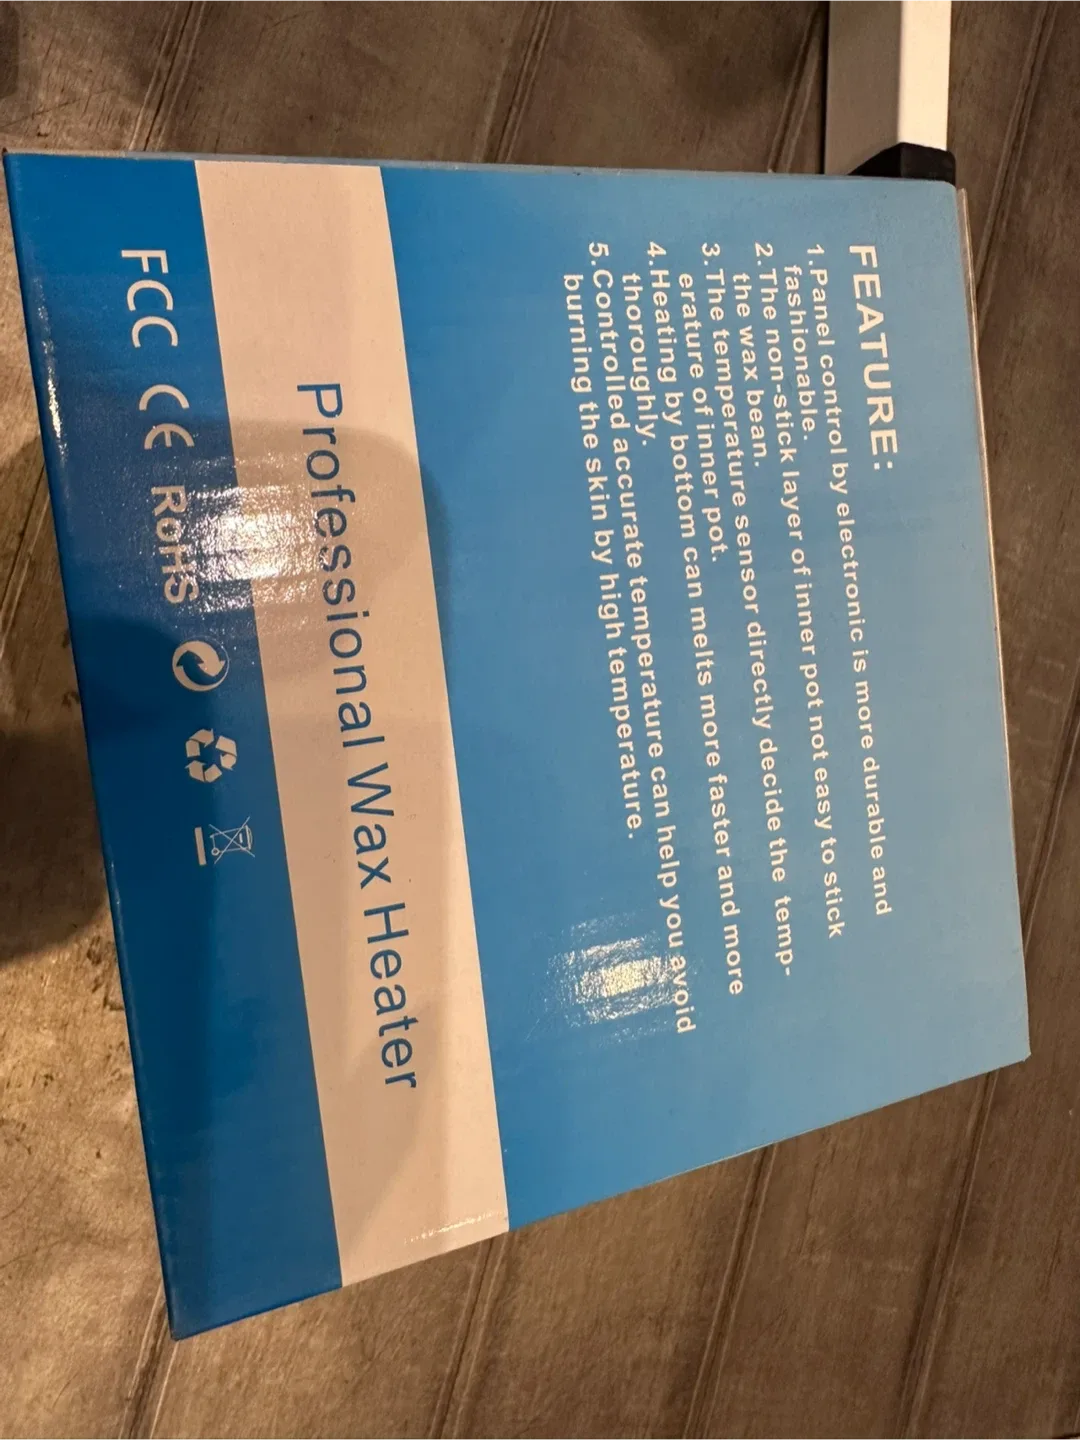 FEATURE:
1.Panel control by electronic is more durable and
fashionable.
2.The non-stick layer of inner pot not easy to stick
the wax bean.
3.The temperature sensor directly decide the temp-
erature of inner pot.
4.Heating by bottom can melts more faster and more
thoroughly.
5.Controlled accurate temperature can help you avoid
burning the skin by high temperature.
Professional Wax Heater
FCC CE RoHS